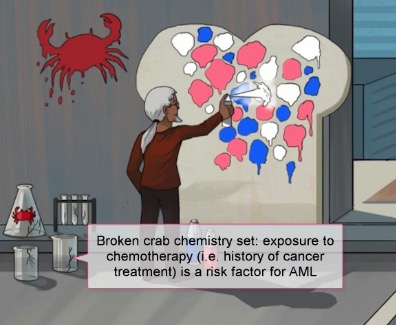 Broken crab chemistry set: exposure to
chemotherapy (i.e. history of cancer
treatment) is a risk factor for AML